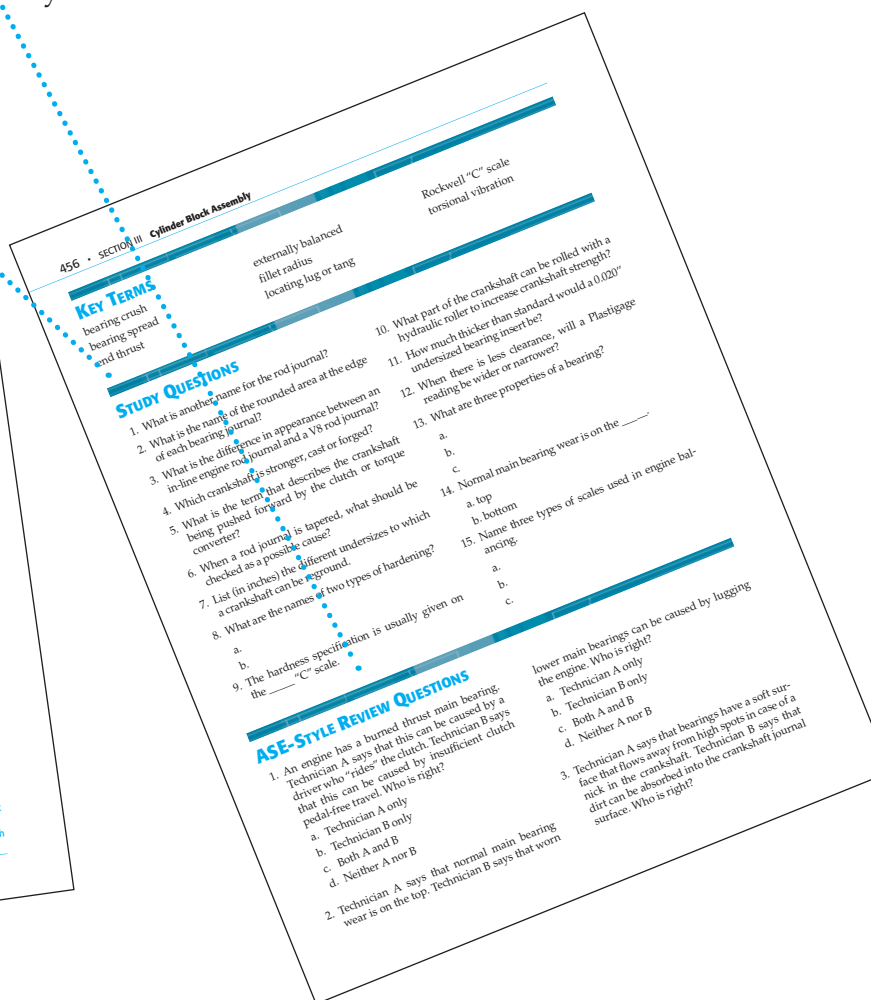 456 • SECTION III Cylinder Block Assembly
KEY TERMS
bearing crush
bearing spread
end thrust
externally balanced
fillet radius
locating lug or tang
Rockwell “C” scale
torsional vibration
STUDY QUESTIONS
1. What is another name for the rod journal?
2. What is the name of the rounded area at the edge
of each bearing journal?
3. What is the difference in appearance between an
in-line engine rod journal and a V8 rod journal?
4. Which crankshaft is stronger, cast or forged?
5. What is the term that describes the crankshaft
being pushed forward by the clutch or torque
converter?
6. When a rod journal is tapered, what should be
checked as a possible cause?
7. List (in inches) the different undersizes to which
a crankshaft can be reground.
8. What are the names of two types of hardening?
a.
b.
9. The hardness specification is usually given on
the _____ “C” scale.
10. What part of the crankshaft can be rolled with a
hydraulic roller to increase crankshaft strength?
11. How much thicker than standard would a 0.020″
undersized bearing insert be?
12. When there is less clearance, will a Plastigage
reading be wider or narrower?
13. What are three properties of a bearing?
a.
b.
c.
14. Normal main bearing wear is on the _____.
a. top
b. bottom
15. Name three types of scales used in engine bal-
ancing.
a.
b.
c.
ASE-STYLE REVIEW QUESTIONS
1. An engine has a burned thrust main bearing.
Technician A says that this can be caused by a
driver who “rides” the clutch. Technician B says
that this can be caused by insufficient clutch
pedal-free travel. Who is right?
a. Technician A only
b. Technician B only
c. Both A and B
d. Neither A nor B
2. Technician A says that normal main bearing
wear is on the top. Technician B says that worn
lower main bearings can be caused by lugging
the engine. Who is right?
a. Technician A only
b. Technician B only
c. Both A and B
d. Neither A nor B
3. Technician A says that bearings have a soft sur-
face that flows away from high spots in case of a
nick in the crankshaft. Technician B says that
dirt can be absorbed into the crankshaft journal
surface. Who is right?